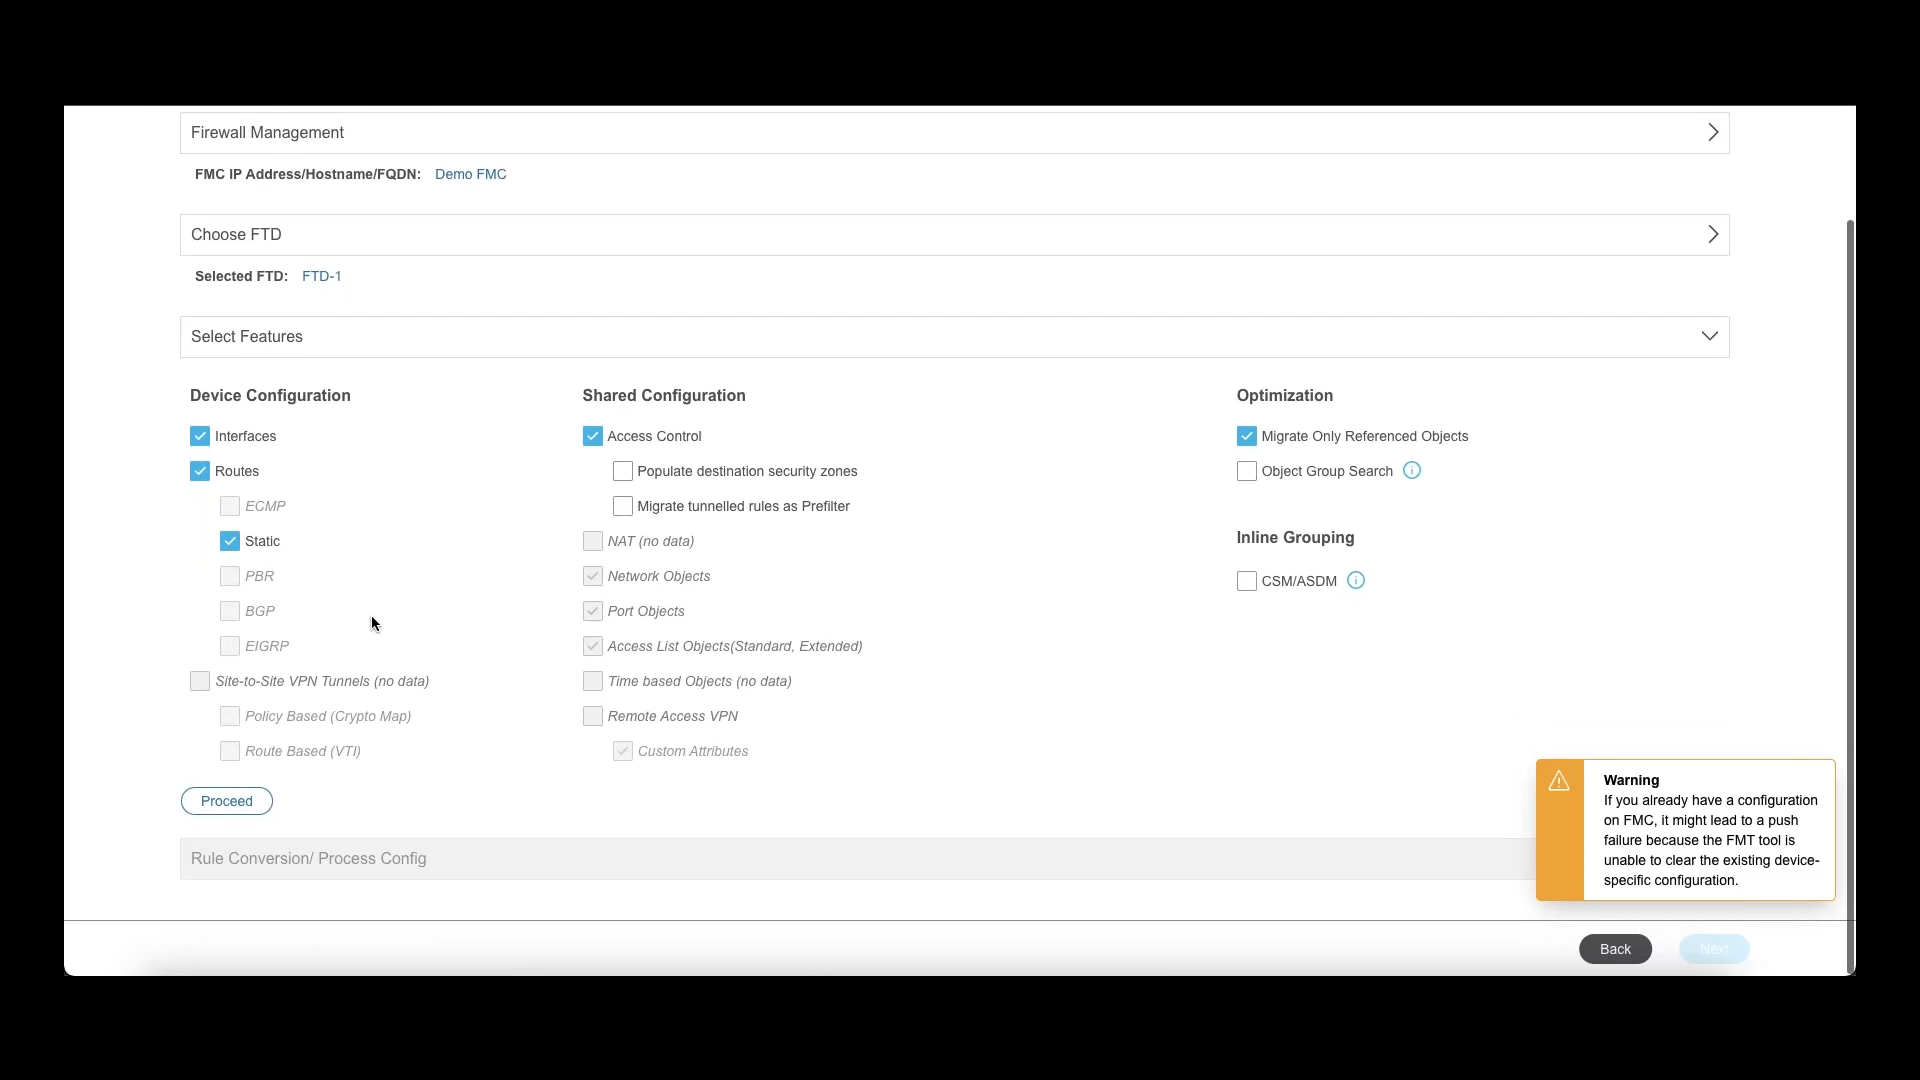 Firewall Management
FMC IP Address/Hostname/FQDN: Demo FMC
Choose FTD
Selected FTD: FTD-1
Select Features
Device Configuration
Interfaces
Routes
ECMP
Static
PBR
BGP
EIGRP
Site-to-Site VPN Tunnels (no data)
Policy Based (Crypto Map)
Route Based (VTI)
Shared Configuration
Access Control
Populate destination security zones
Migrate tunnelled rules as Prefilter
NAT (no data)
Network Objects
Port Objects
Access List Objects(Standard, Extended)
Time based Objects (no data)
Remote Access VPN
Custom Attributes
Optimization
Migrate Only Referenced Objects
Object Group Search
Inline Grouping
CSM/ASDM
Proceed
Rule Conversion/ Process Config
Warning
If you already have a configuration
on FMC, it might lead to a push
failure because the FMT tool is
unable to clear the existing device-
specific configuration.
Back
Next